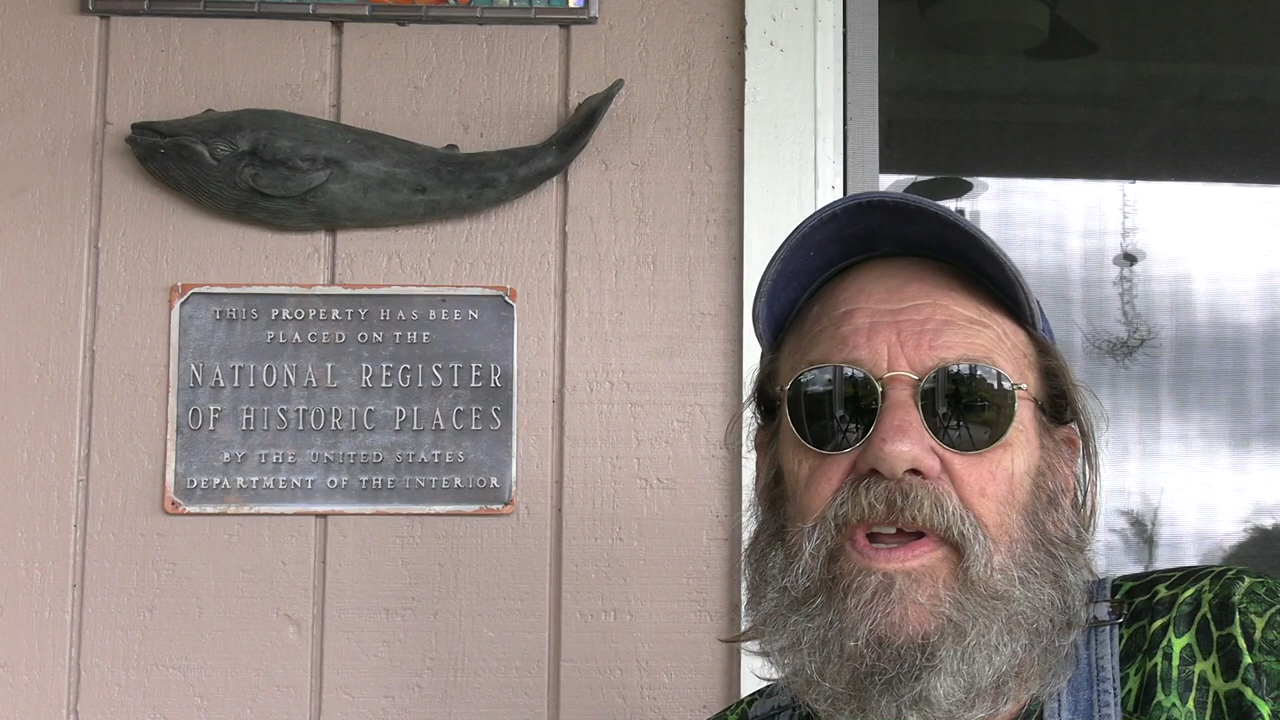 THIS PROPERTY HAS BEEN
PLACED ON THE
NATIONAL REGISTER
OF HISTORIC PLACES
BY THE UNITED STATES
DEPARTMENT OF THE INTERIOR